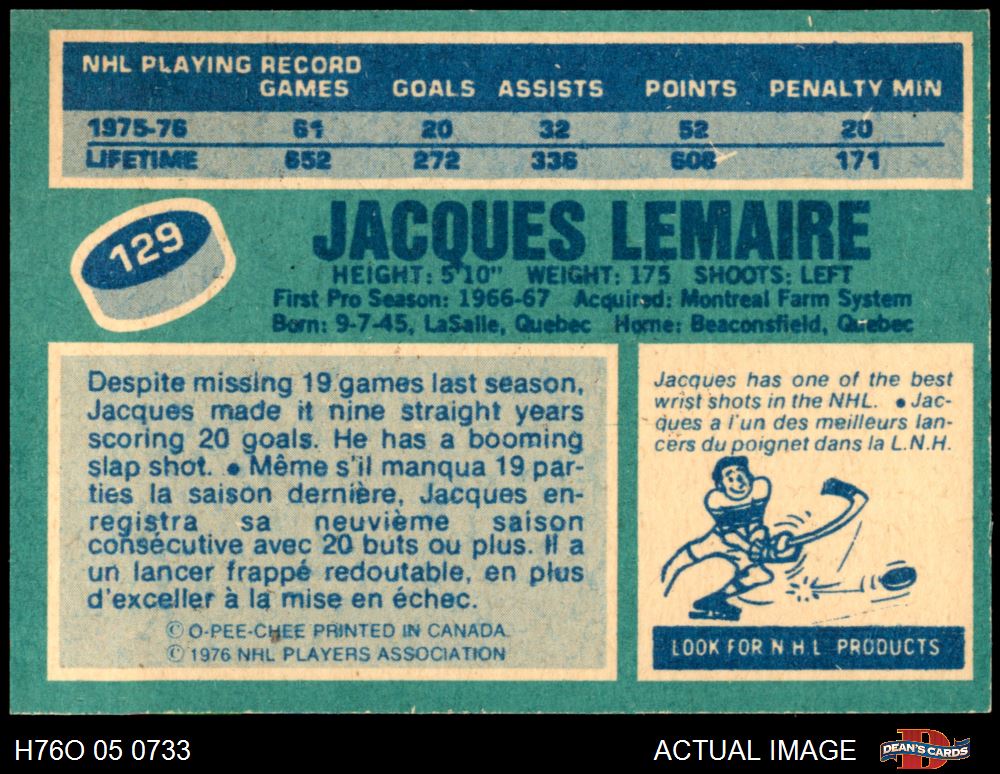 NHL PLAYING RECORD
GAMES GOALS ASSISTS POINTS PENALTY MIN
1975-76 61 20 32 52 20
LIFETIME 652 272 336 608 171
129
JACQUES LEMAIRE
HEIGHT: 5'10" WEIGHT: 175 SHOOTS: LEFT
First Pro Season: 1966-67 Acquired: Montreal Farm System
Born: 9-7-45, LaSalle, Quebec Home: Beaconsfield, Quebec
Despite missing 19 games last season,
Jacques made it nine straight years
scoring 20 goals. He has a booming
slap shot. • Même s'il manqua 19 par-
ties la saison dernière, Jacques en-
registra sa neuvième saison
consécutive avec 20 buts ou plus. Il a
un lancer frappé redoutable, en plus
d'exceller à la mise en échec.
© O-PEE-CHEE PRINTED IN CANADA
© 1976 NHL PLAYERS ASSOCIATION
Jacques has one of the best
wrist shots in the NHL. • Jac-
ques a l'un des meilleurs lan-
cers du poignet dans la L.N.H.
LOOK FOR N H L PRODUCTS
H76O 05 0733 ACTUAL IMAGE DEAN'S CARDS